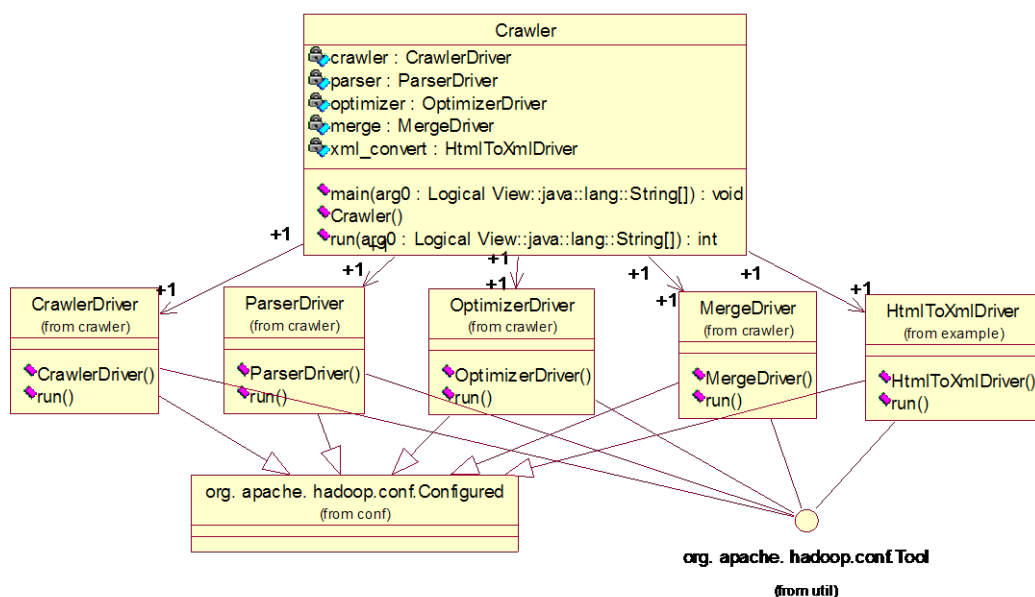 Crawler
crawler : CrawlerDriver
parser : ParserDriver
optimizer : OptimizerDriver
merge : MergeDriver
xml_convert : HtmlToXmlDriver
main(arg0 : Logical View::java::lang::String[]) : void
Crawler()
run(arg0 : Logical View::java::lang::String[]) : int
+1
+1
+1
+1
+1
+1
+1
+1
+1
+1
CrawlerDriver
(from crawler)
CrawlerDriver()
run()
ParserDriver
(from crawler)
ParserDriver()
run()
OptimizerDriver
(from crawler)
OptimizerDriver()
run()
MergeDriver
(from crawler)
MergeDriver()
run()
HtmlToXmlDriver
(from example)
HtmlToXmlDriver()
run()
org. apache. hadoop.conf.Configured
(from conf)
org. apache. hadoop.conf.Tool
(from util)